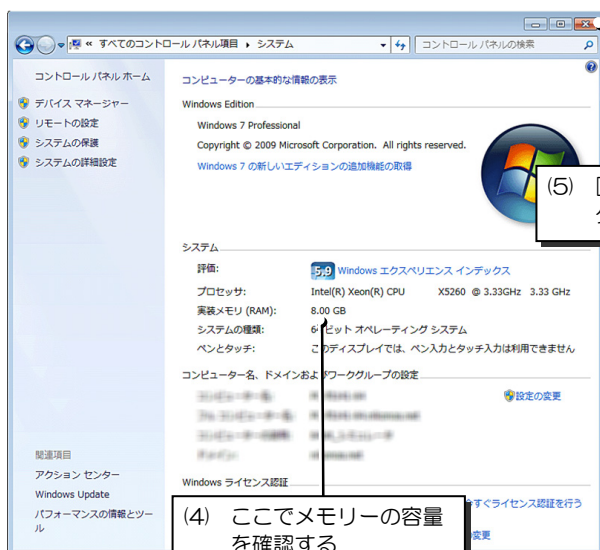 « すべてのコントロール パネル項目 ▸ システム
コントロール パネルの検索
コントロール パネル ホーム
デバイス マネージャー
リモートの設定
システムの保護
システムの詳細設定
コンピューターの基本的な情報の表示
Windows Edition
Windows 7 Professional
Copyright © 2009 Microsoft Corporation. All rights reserved.
Windows 7 の新しいエディションの追加機能の取得
(5)
システム
評価: 5.9 Windows エクスペリエンス インデックス
プロセッサ: Intel(R) Xeon(R) CPU X5260 @ 3.33GHz 3.33 GHz
実装メモリ (RAM): 8.00 GB
システムの種類: 6 ビット オペレーティング システム
ペンとタッチ: このディスプレイでは、ペン入力とタッチ入力は利用できません
コンピューター名、ドメインおよびワークグループの設定
設定の変更
関連項目
アクション センター
Windows Update
パフォーマンスの情報とツー
ル
Windows ライセンス認証
すぐライセンス認証を行う
変更
(4) ここでメモリーの容量
を確認する